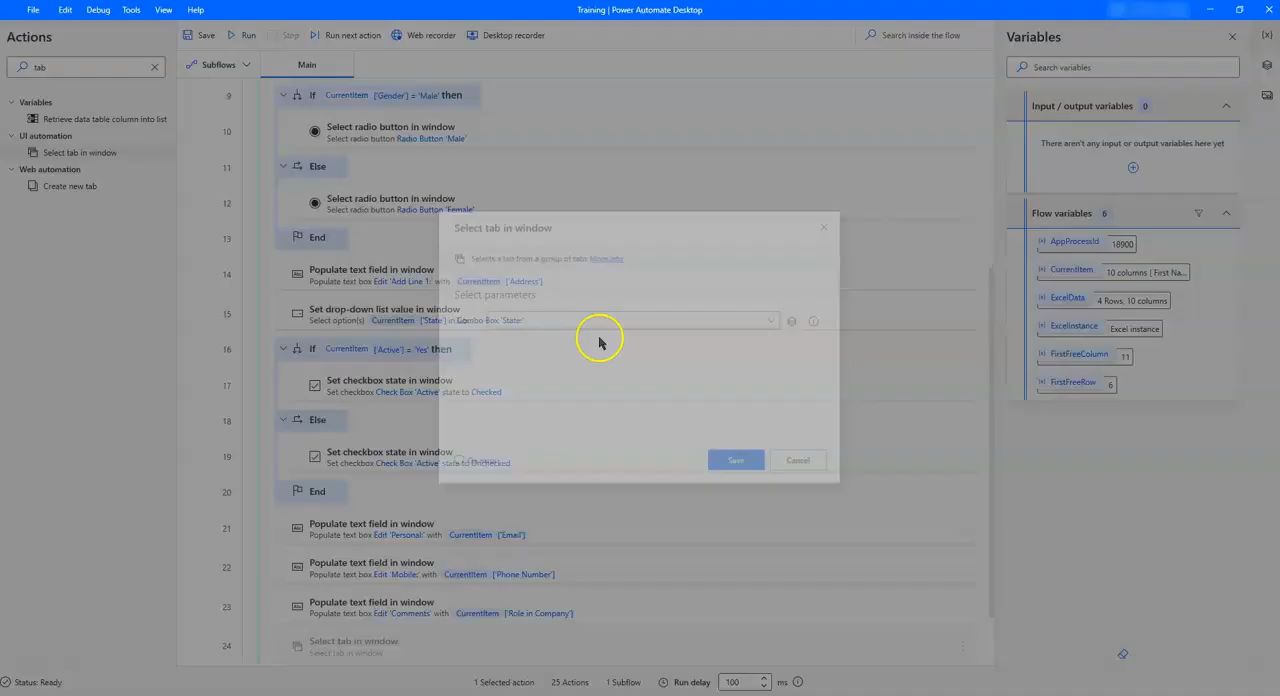 File Edit Debug Tools View Help
Training | Power Automate Desktop
Actions
tab
Variables
Retrieve data table column into list
UI automation
Select tab in window
Web automation
Create new tab
Save Run Stop Run next action Web recorder Desktop recorder
Search inside the flow
Subflows Main
9 If CurrentItem ['Gender'] = 'Male' then
10 Select radio button in window
Select radio button Radio Button 'Male'
11 Else
12 Select radio button in window
Select radio button Radio Button 'Female'
13 End
14 Populate text field in window
Populate text box Edit 'Add Line 1:' with CurrentItem ['Address']
15 Set drop-down list value in window
Select option(s) CurrentItem ['State'] in Combo Box 'State:'
16 If CurrentItem ['Active'] = 'Yes' then
17 Set checkbox state in window
Set checkbox Check Box 'Active' state to Checked
18 Else
19 Set checkbox state in window
Set checkbox Check Box 'Active' state to Unchecked
20 End
21 Populate text field in window
Populate text box Edit 'Personal:' with CurrentItem ['Email']
22 Populate text field in window
Populate text box Edit 'Mobile:' with CurrentItem ['Phone Number']
23 Populate text field in window
Populate text box Edit 'Comments' with CurrentItem ['Role in Company']
24 Select tab in window
Select tab in window
Select tab in window
Selects a tab from a group of tabs More info
Select parameters
Save Cancel
Variables
Search variables
Input / output variables 0
There aren't any input or output variables here yet
Flow variables 6
AppProcessId 18900
CurrentItem 10 columns [ First Na...
ExcelData 4 Rows, 10 columns
ExcelInstance Excel instance
FirstFreeColumn 11
FirstFreeRow 6
{x}
Status: Ready
1 Selected action 25 Actions 1 Subflow Run delay 100 ms